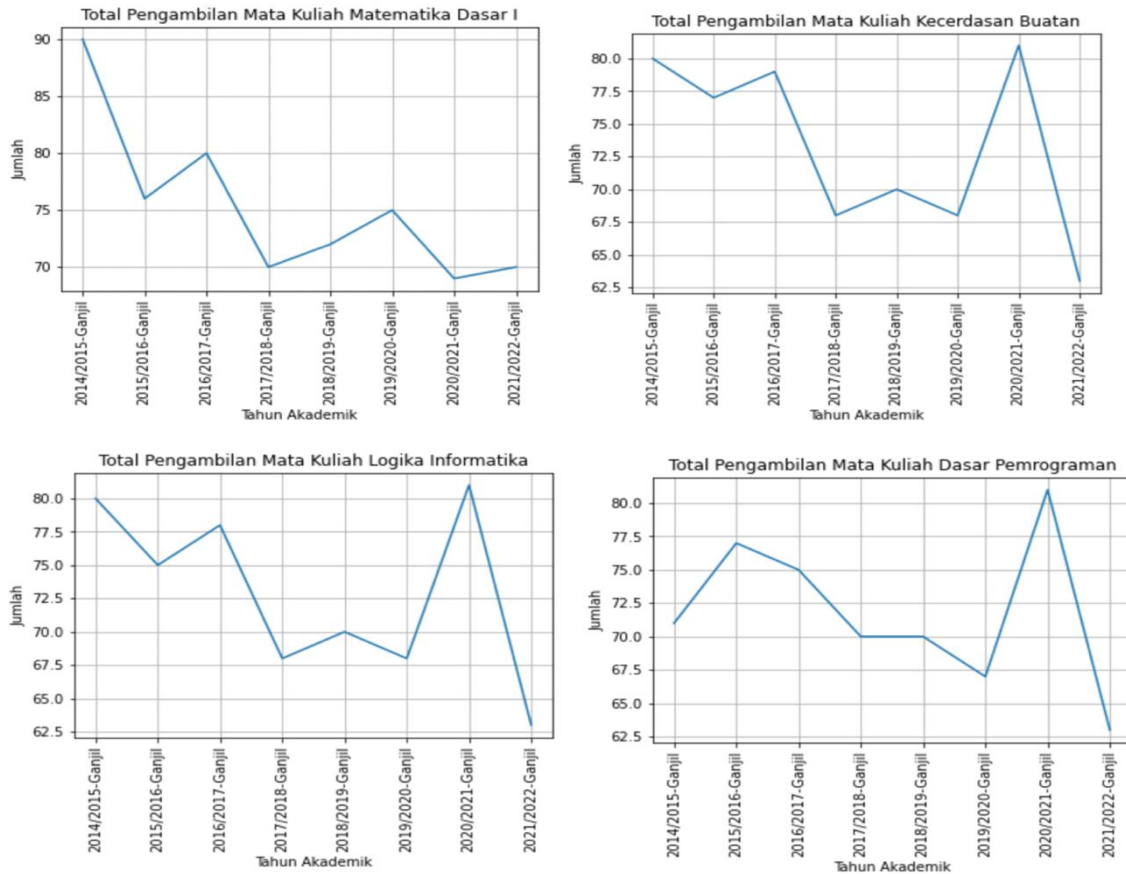 Total Pengambilan Mata Kuliah Matematika Dasar I
90
85
80
75
70
Jumlah
2014/2015-Ganjil
2015/2016-Ganjil
2016/2017-Ganjil
2017/2018-Ganjil
2018/2019-Ganjil
2019/2020-Ganjil
2020/2021-Ganjil
2021/2022-Ganjil
Tahun Akademik
Total Pengambilan Mata Kuliah Kecerdasan Buatan
80.0
77.5
75.0
72.5
70.0
67.5
65.0
62.5
Jumlah
2014/2015-Ganjil
2015/2016-Ganjil
2016/2017-Ganjil
2017/2018-Ganjil
2018/2019-Ganjil
2019/2020-Ganjil
2020/2021-Ganjil
2021/2022-Ganjil
Tahun Akademik
Total Pengambilan Mata Kuliah Logika Informatika
80.0
77.5
75.0
72.5
70.0
67.5
65.0
62.5
Jumlah
2014/2015-Ganjil
2015/2016-Ganjil
2016/2017-Ganjil
2017/2018-Ganjil
2018/2019-Ganjil
2019/2020-Ganjil
2020/2021-Ganjil
2021/2022-Ganjil
Tahun Akademik
Total Pengambilan Mata Kuliah Dasar Pemrograman
80.0
77.5
75.0
72.5
70.0
67.5
65.0
62.5
Jumlah
2014/2015-Ganjil
2015/2016-Ganjil
2016/2017-Ganjil
2017/2018-Ganjil
2018/2019-Ganjil
2019/2020-Ganjil
2020/2021-Ganjil
2021/2022-Ganjil
Tahun Akademik